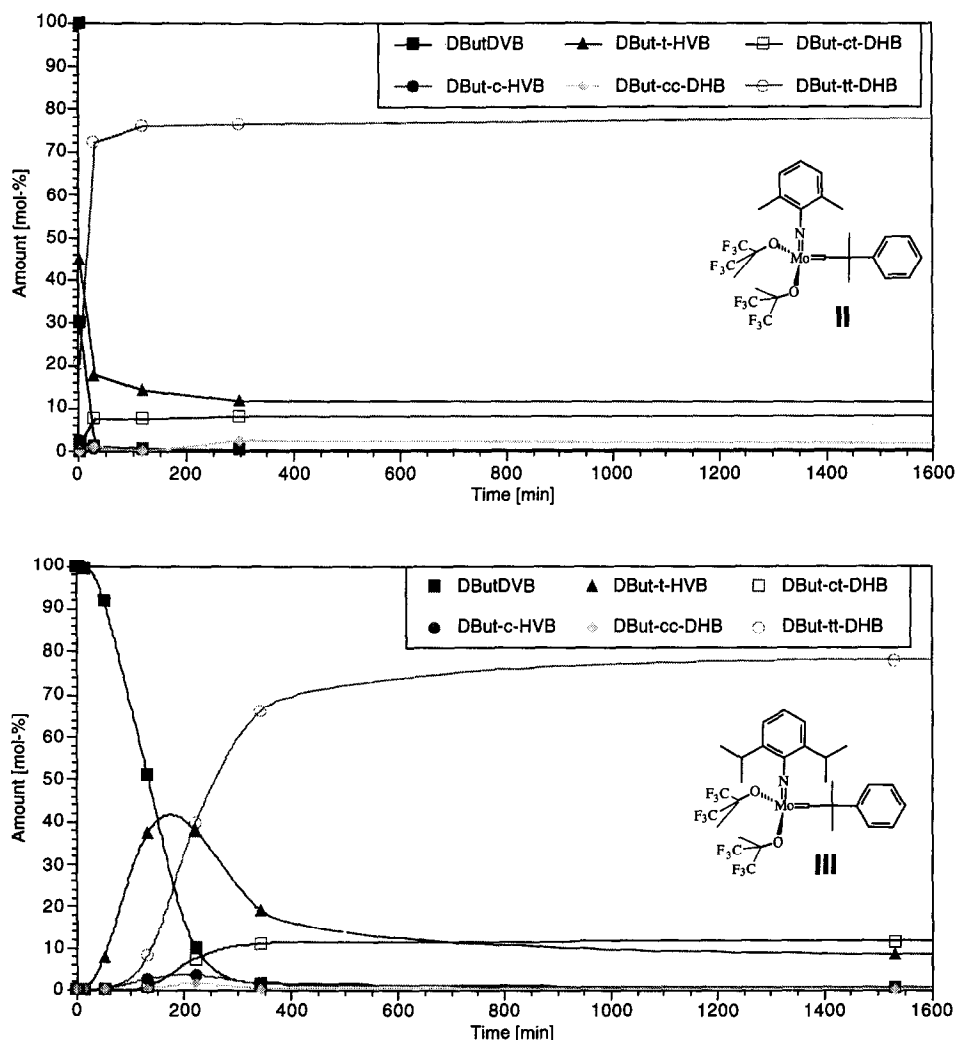 100
90
80
70
60
50
40
30
20
10
0
Amount [mol-%]
DButDVB
DBut-t-HVB
DBut-ct-DHB
DBut-c-HVB
DBut-cc-DHB
DBut-tt-DHB
N
F₃C
O
Mo
F₃C
O
F₃C
F₃C
II
0
200
400
600
800
1000
1200
1400
1600
Time [min]
100
90
80
70
60
50
40
30
20
10
0
Amount [mol-%]
DButDVB
DBut-t-HVB
DBut-ct-DHB
DBut-c-HVB
DBut-cc-DHB
DBut-tt-DHB
N
F₃C
O
Mo
F₃C
O
F₃C
F₃C
III
0
200
400
600
800
1000
1200
1400
1600
Time [min]